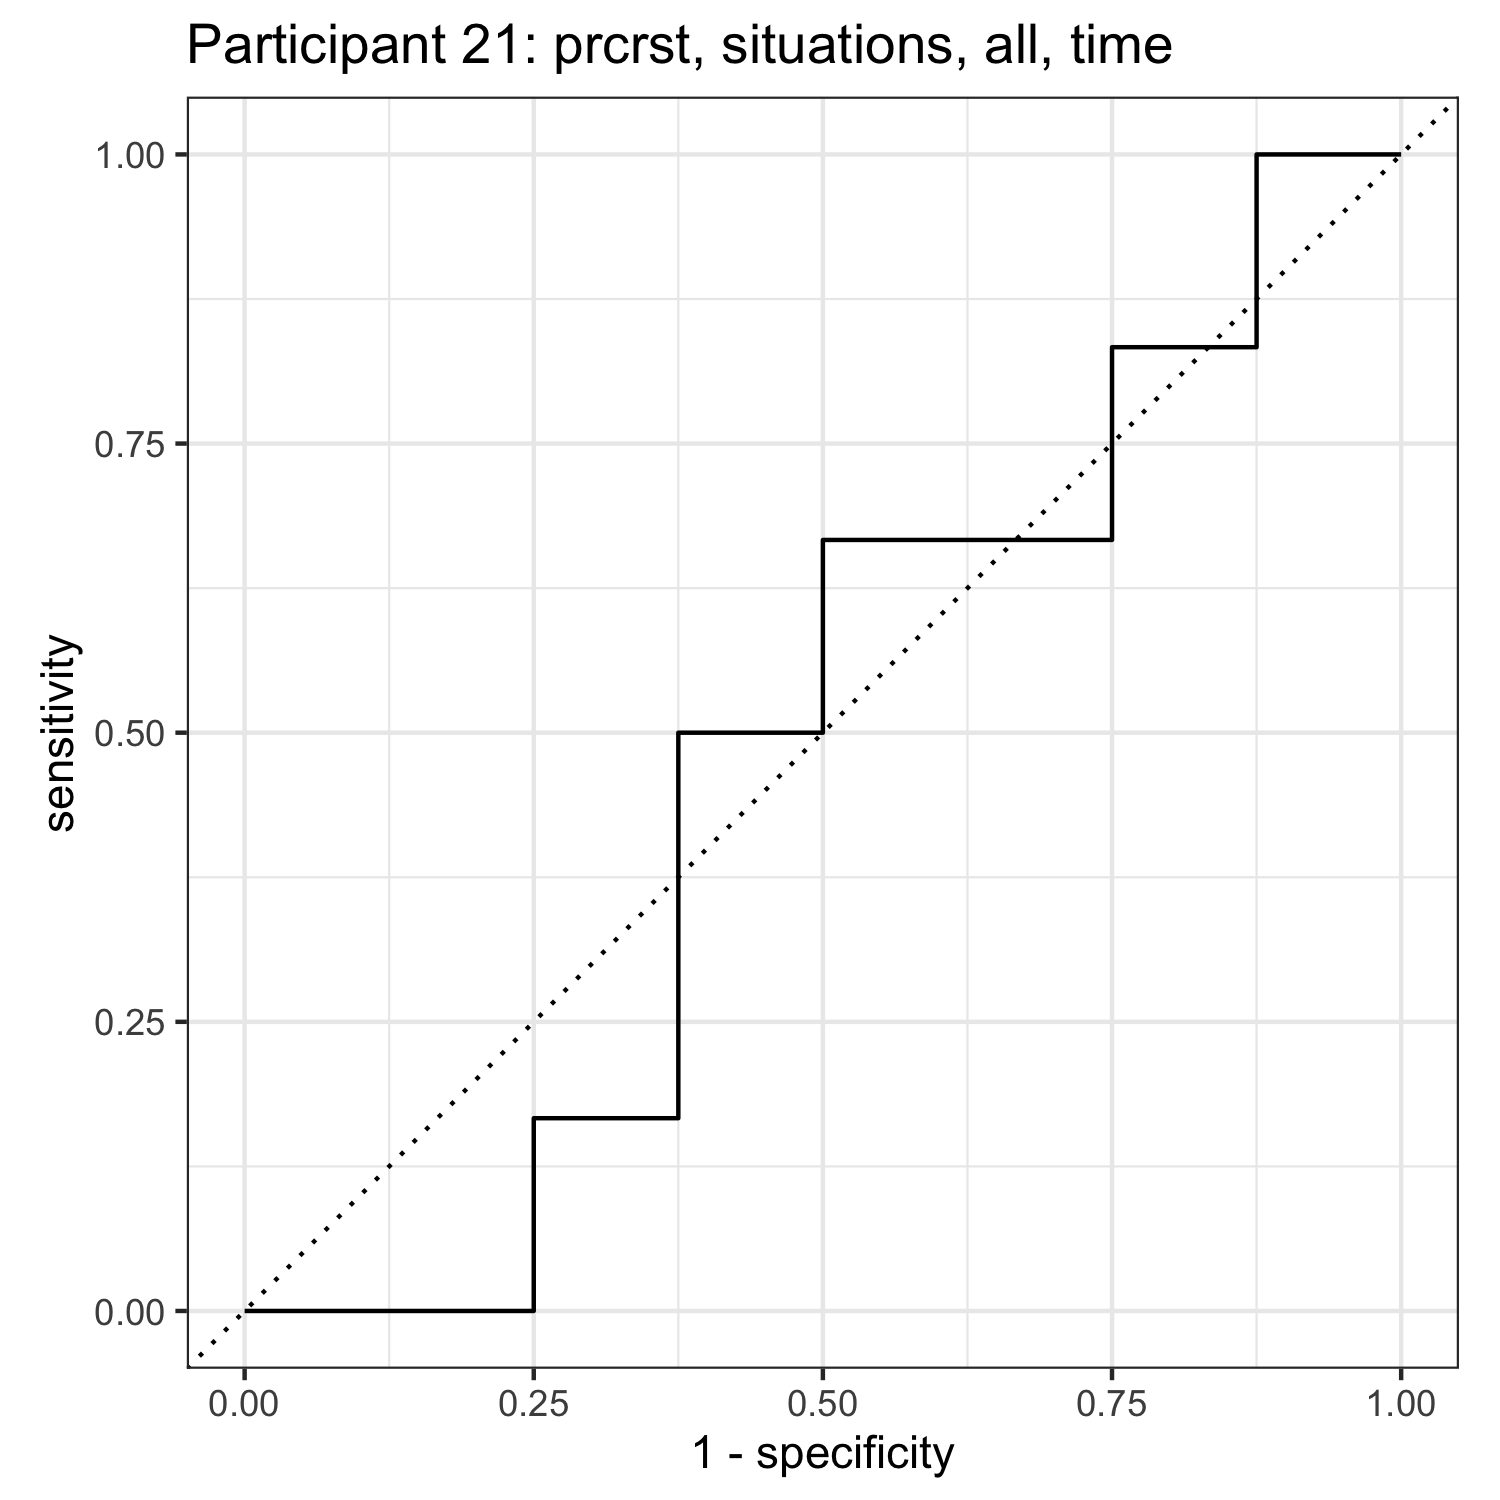 Participant 21: prcrst, situations, all, time
1.00
0.75
0.50
0.25
0.00
sensitivity
0.00 0.25 0.50 0.75 1.00
1 - specificity